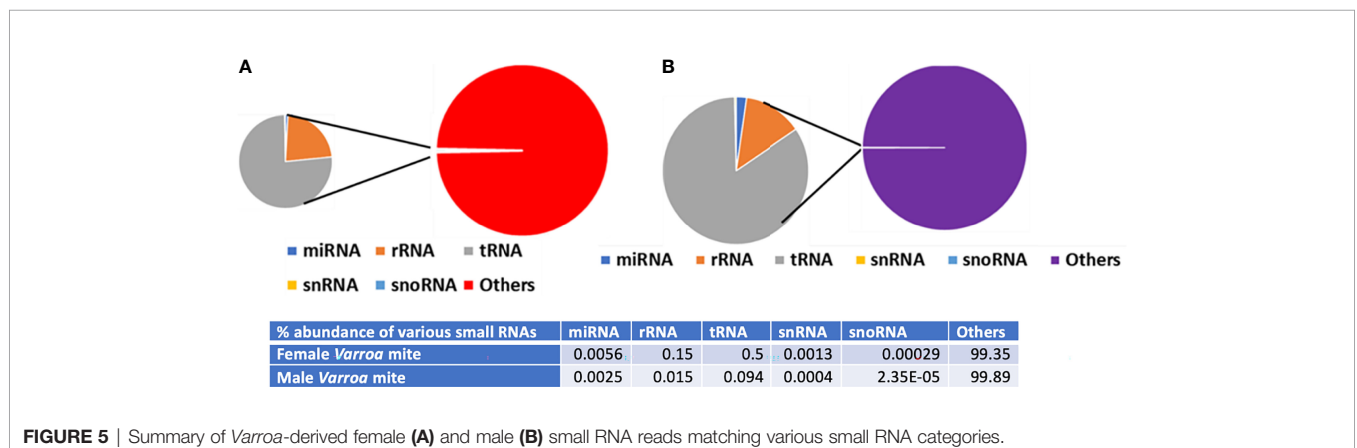 A
B
miRNA rRNA tRNA
snRNA snoRNA Others
miRNA rRNA tRNA snRNA snoRNA Others
% abundance of various small RNAs miRNA rRNA tRNA snRNA snoRNA Others
Female Varroa mite 0.0056 0.15 0.5 0.0013 0.00029 99.35
Male Varroa mite 0.0025 0.015 0.094 0.0004 2.35E-05 99.89
FIGURE 5 | Summary of Varroa-derived female (A) and male (B) small RNA reads matching various small RNA categories.